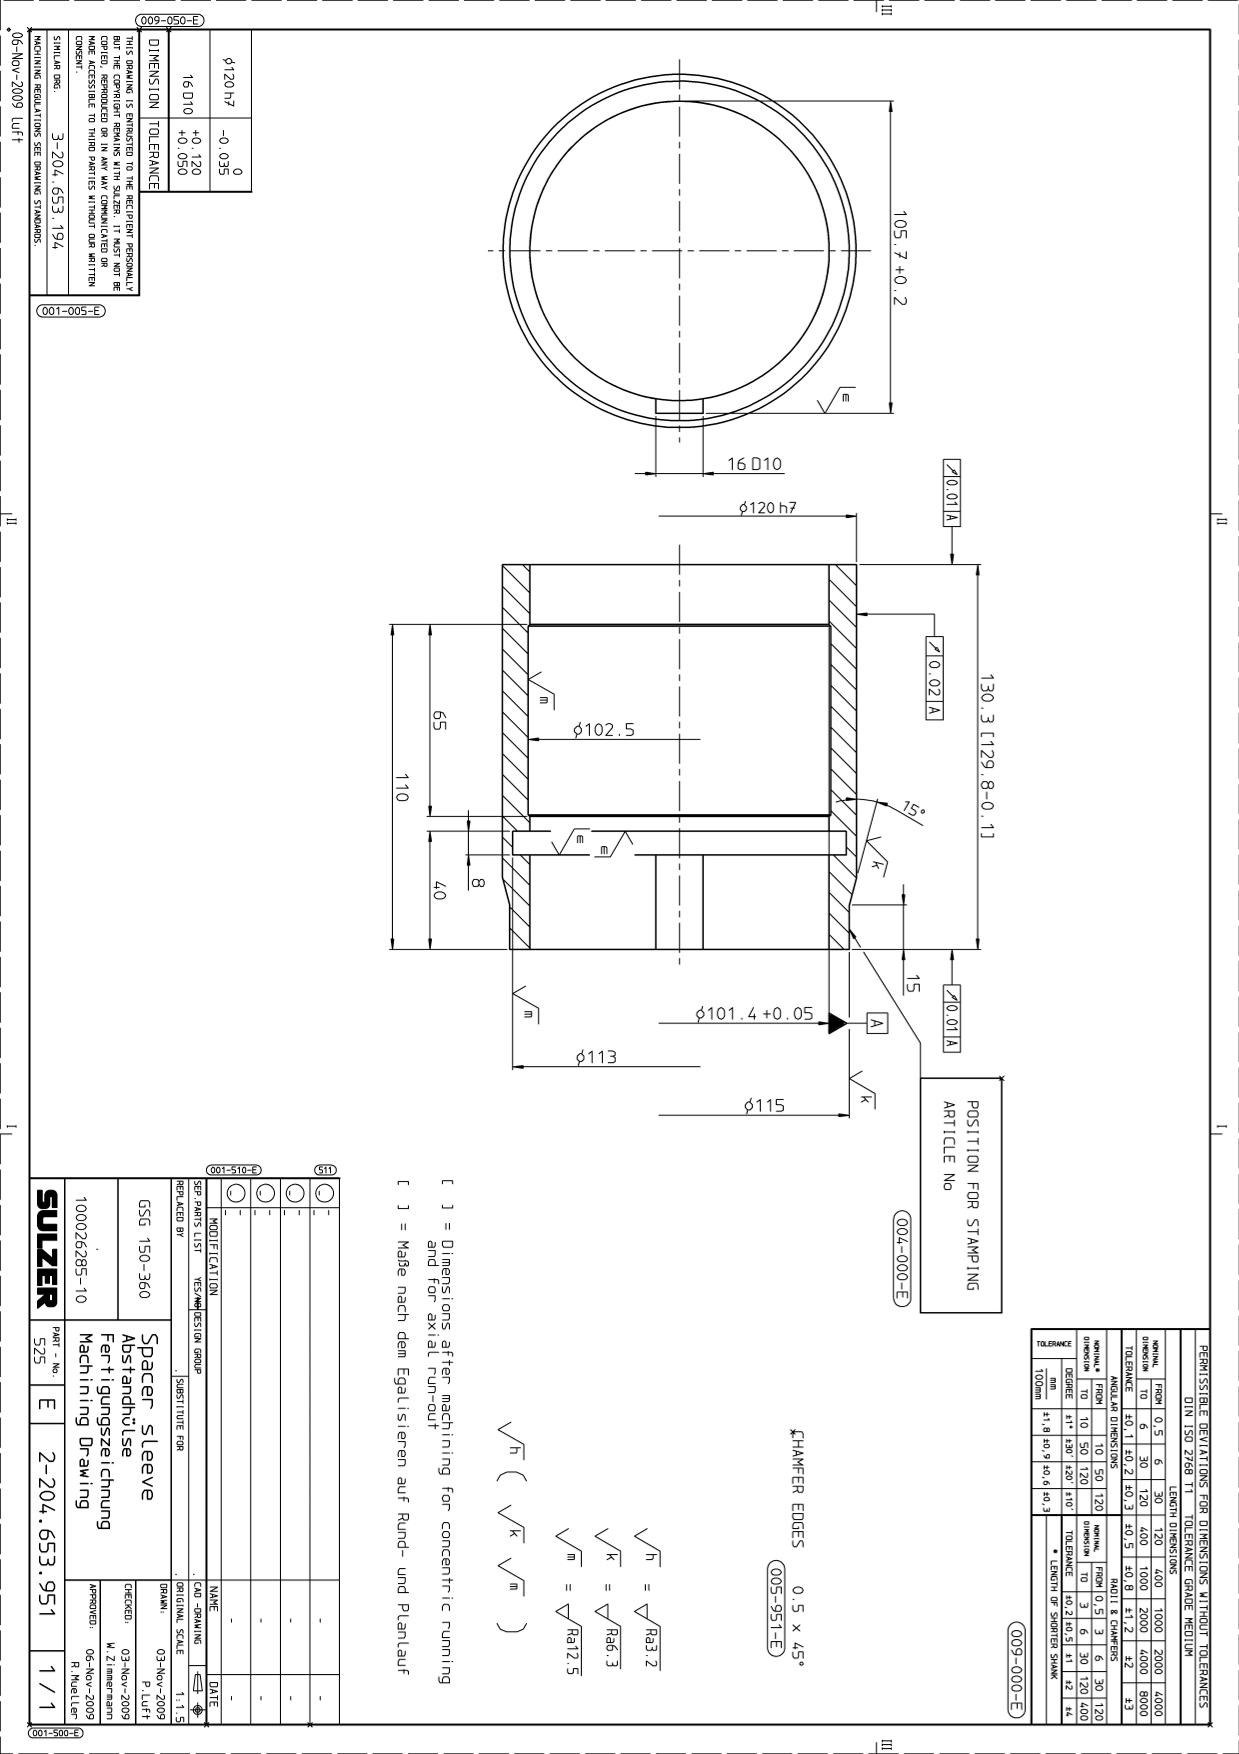 PERMISSIBLE DEVIATIONS FOR DIMENSIONS WITHOUT TOLERANCES
DIN ISO 2768 T1 TOLERANCE GRADE MEDIUM
LENGTH DIMENSIONS
NOMINAL DIMENSION FROM 0,5 6 30 120 400 1000 2000 4000
TO 6 30 120 400 1000 2000 4000 8000
TOLERANCE ±0,1 ±0,2 ±0,3 ±0,5 ±0,8 ±1,2 ±2 ±3
ANGULAR DIMENSIONS
NOMINAL* DIMENSION FROM 10 50 120
TO 10 50 120 400
TOLERANCE DEGREE ±1° ±30' ±20' ±10'
mm 100mm ±1,8 ±0,9 ±0,6 ±0,3
RADII & CHAMFERS
NOMINAL DIMENSION FROM 0,5 3 6 30 120
TO 3 6 30 120 400
TOLERANCE ±0,2 ±0,5 ±1 ±2 ±4
* LENGTH OF SHORTER SHANK
009-000-E
III
II
I
III
II
I
105.7 +0.2
m
16 D10
ϕ120 h7
0.01 A
0.02 A
130.3 [129.8-0.1]
15°
k
15
0.01 A
65
110
m
ϕ102.5
m
m
8
40
m
ϕ101.4 +0.05
A
ϕ113
k
ϕ115
POSITION FOR STAMPING
ARTICLE No
004-000-E
CHAMFER EDGES 0.5 x 45°
005-951-E
h = Ra3.2
k = Ra6.3
m = Ra12.5
h ( k m )
[ ] = Dimensions after machining for concentric running
and for axial run-out
[ ] = Maße nach dem Egalisieren auf Rund- und Planlauf
009-050-E
ϕ120 h7 0 -0.035
16 D10 +0.120 +0.050
DIMENSION TOLERANCE
THIS DRAWING IS ENTRUSTED TO THE RECIPIENT PERSONALLY
BUT THE COPYRIGHT REMAINS WITH SULZER. IT MUST NOT BE
COPIED, REPRODUCED OR IN ANY WAY COMMUNICATED OR
MADE ACCESSIBLE TO THIRD PARTIES WITHOUT OUR WRITTEN
CONSENT.
SIMILAR DRG. 3-204.653.194
MACHINING REGULATIONS SEE DRAWING STANDARDS.
001-005-E
06-Nov-2009 Luft
511
001-510-E
MODIFICATION NAME DATE
SEP.PARTS LIST YES/NO DESIGN GROUP . CAD -DRAWING
REPLACED BY . SUBSTITUTE FOR . ORIGINAL SCALE 1:1.5
GSG 150-360
100026285-10
Spacer sleeve
Abstandhülse
Fertigungszeichnung
Machining Drawing
DRAWN: 03-Nov-2009
P.Luft
CHECKED: 03-Nov-2009
W.Zimmermann
APPROVED: 06-Nov-2009
R.Mueller
SULZER
PART - No. 525
E
2-204.653.951
1 / 1
001-500-E